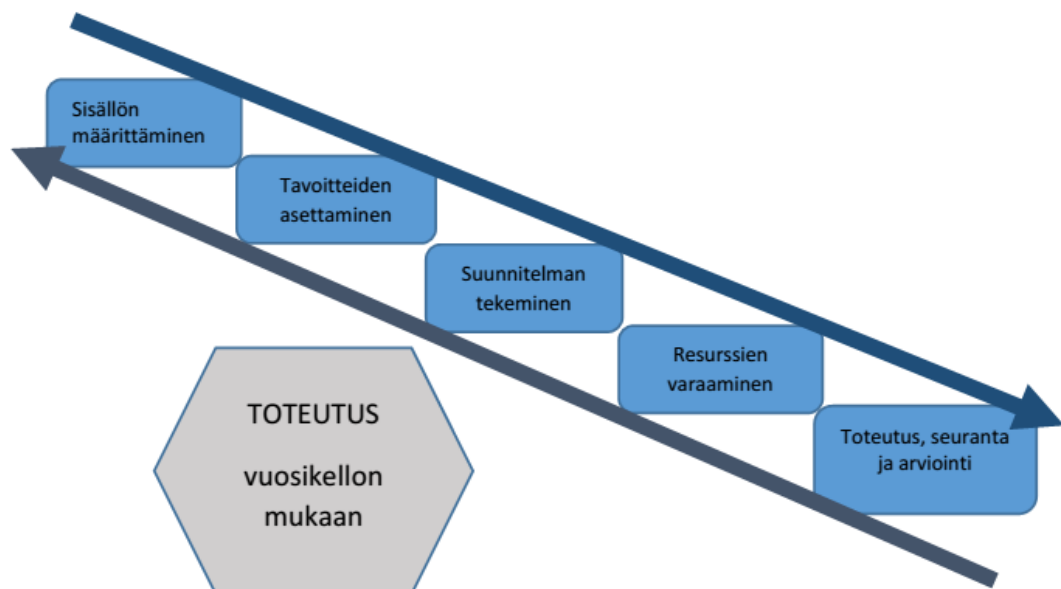 Sisällön
määrittäminen
Tavoitteiden
asettaminen
Suunnitelman
tekeminen
Resurssien
varaaminen
Toteutus, seuranta
ja arviointi
TOTEUTUS
vuosikellon
mukaan